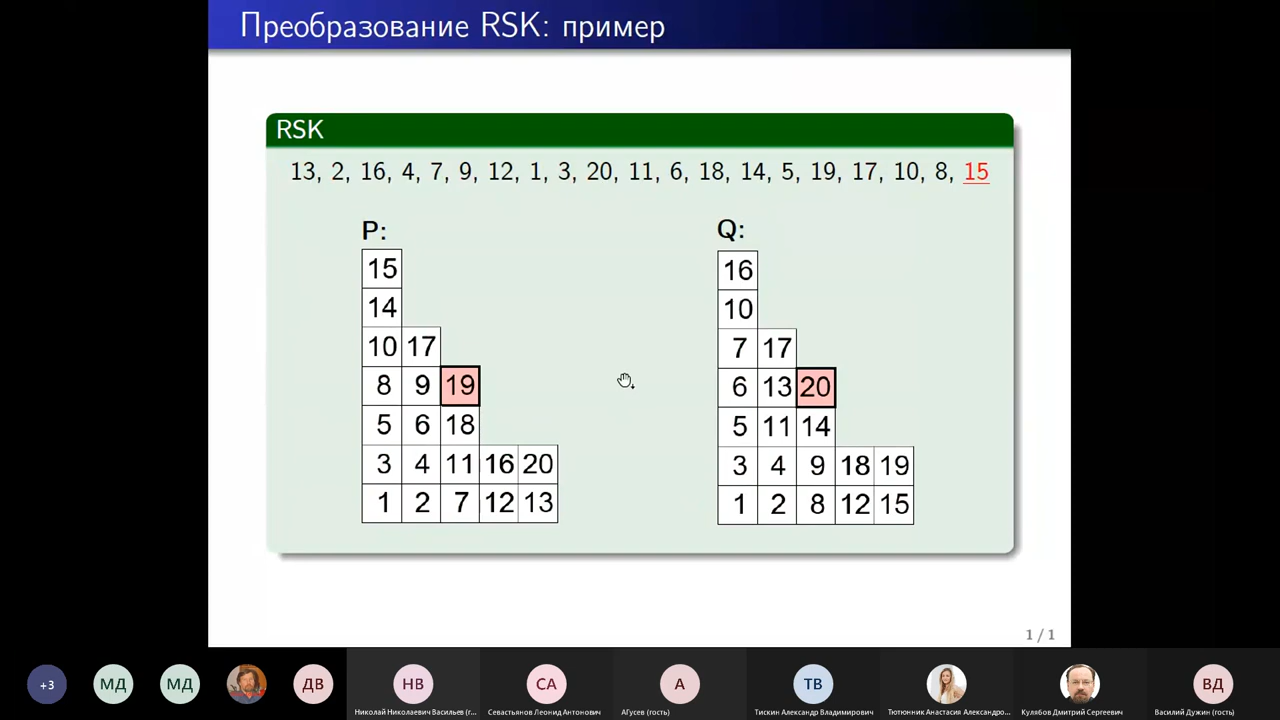 Преобразование RSK: пример
RSK
13, 2, 16, 4, 7, 9, 12, 1, 3, 20, 11, 6, 18, 14, 5, 19, 17, 10, 8, 15
P:
15
14
10 17
8 9 19
5 6 18
3 4 11 16 20
1 2 7 12 13
Q:
16
10
7 17
6 13 20
5 11 14
3 4 9 18 19
1 2 8 12 15
1 / 1
+3
МД
МД
ДВ
НВ
Николай Николаевич Васильев (г...
СА
Севастьянов Леонид Антонович
А
АГусев (гость)
ТВ
Тискин Александр Владимирович
Тютюнник Анастасия Александро...
Кулябов Дмитрий Сергеевич
ВД
Василий Дужин (гость)